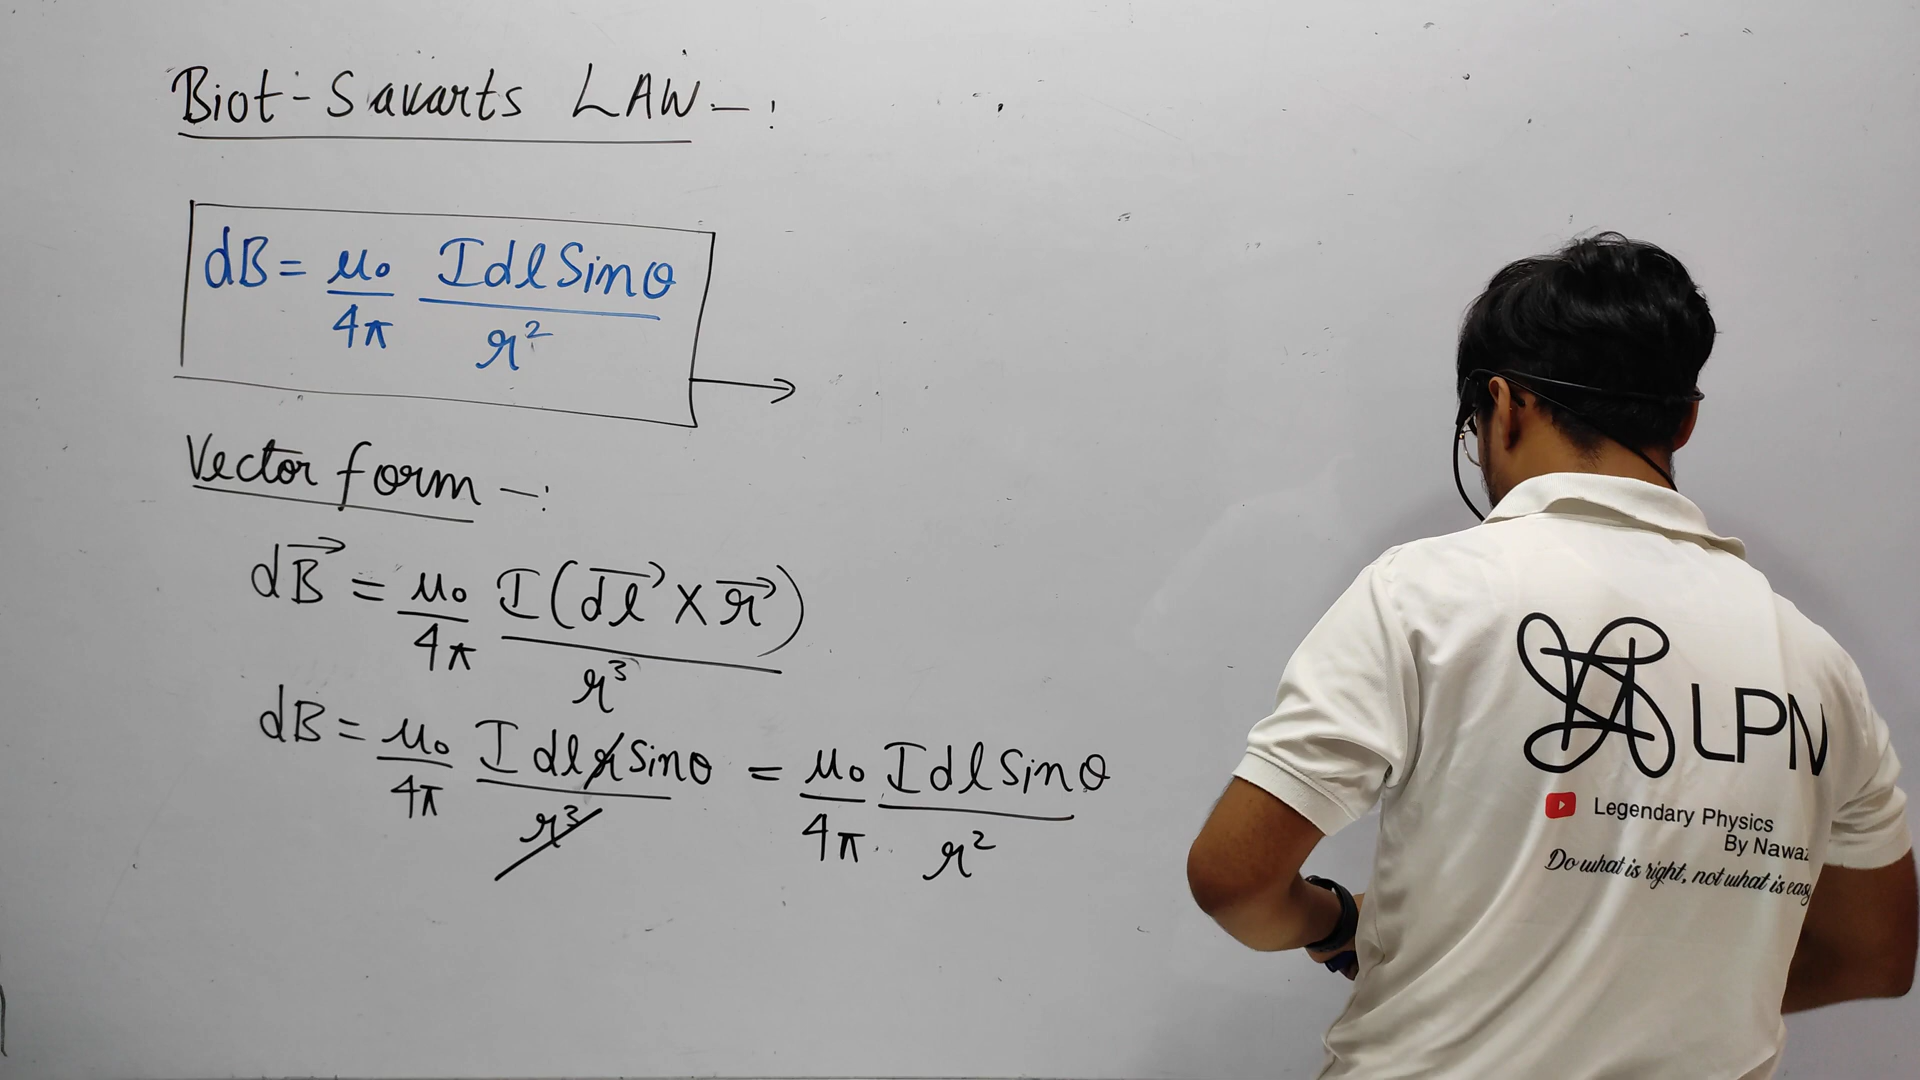 Biot-Savarts LAW-:
dB = μ₀/4π Idl Sinθ/r²
Vector form -:
dB⃗ = μ₀/4π I(dl⃗ × r⃗)/r³
dB = μ₀/4π I dl r sinθ/r³ = μ₀/4π Idl sinθ/r²
LPN
Legendary Physics
By Nawaz
Do what is right, not what is easy